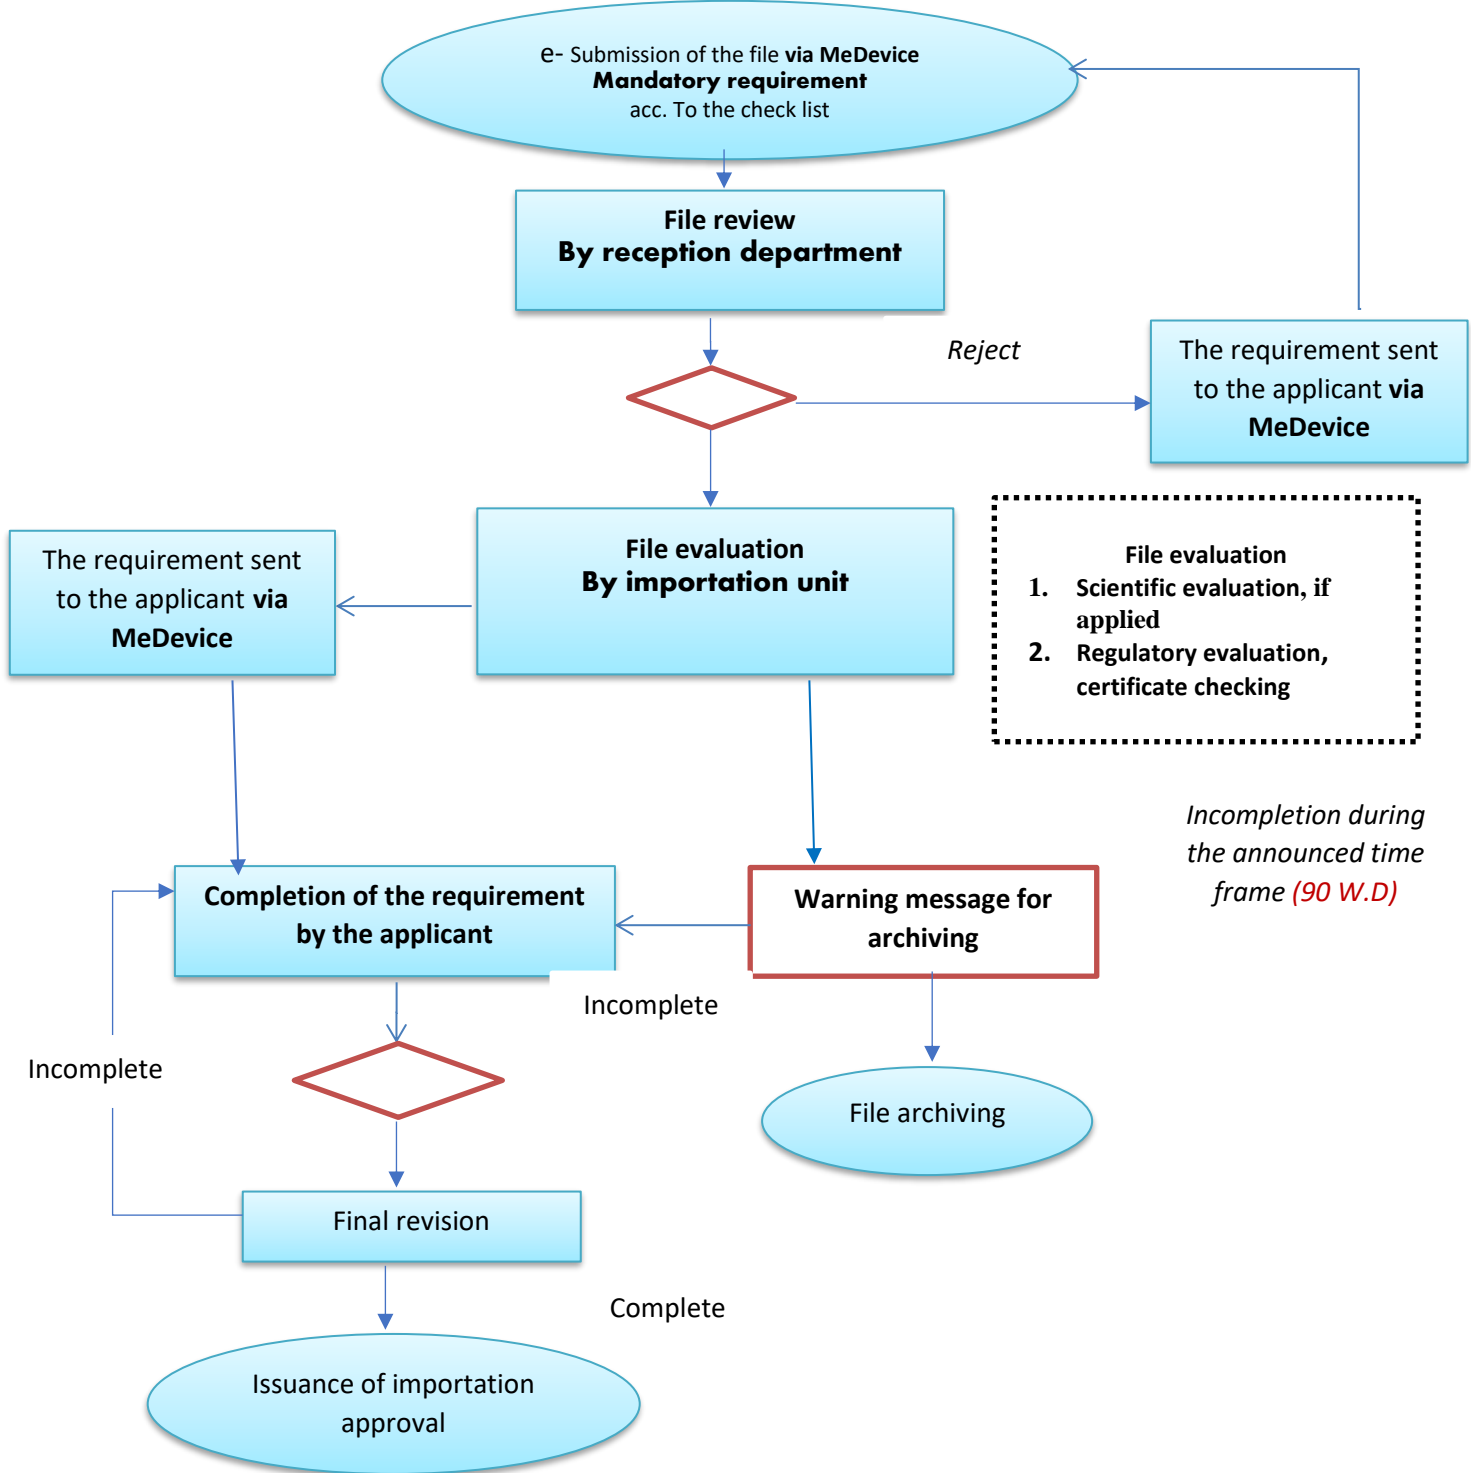 e- Submission of the file via MeDevice
Mandatory requirement
acc. To the check list
File review
By reception department
Reject
The requirement sent
to the applicant via
MeDevice
File evaluation
By importation unit
The requirement sent
to the applicant via
MeDevice
File evaluation
1. Scientific evaluation, if
applied
2. Regulatory evaluation,
certificate checking
Incompletion during
the announced time
frame (90 W.D)
Completion of the requirement
by the applicant
Warning message for
archiving
Incomplete
Incomplete
File archiving
Final revision
Complete
Issuance of importation
approval